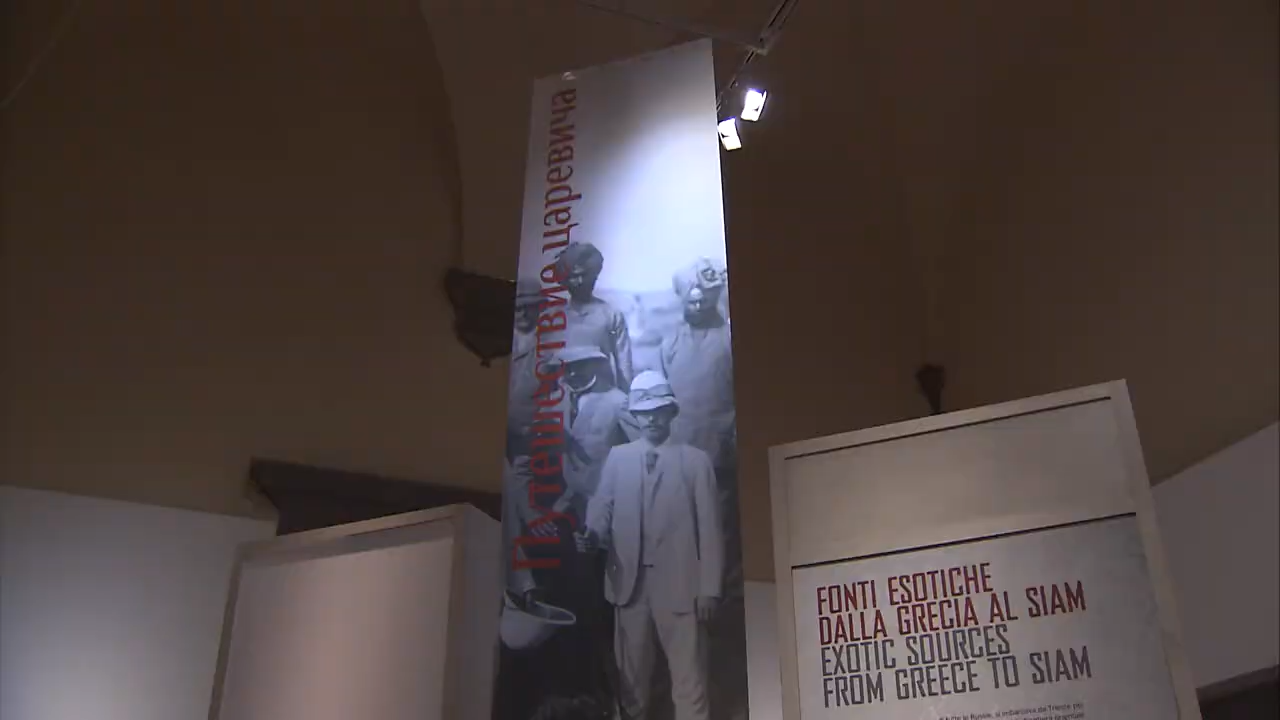 Путешествие царевича
FONTI ESOTICHE
DALLA GRECIA AL SIAM
EXOTIC SOURCES
FROM GREECE TO SIAM